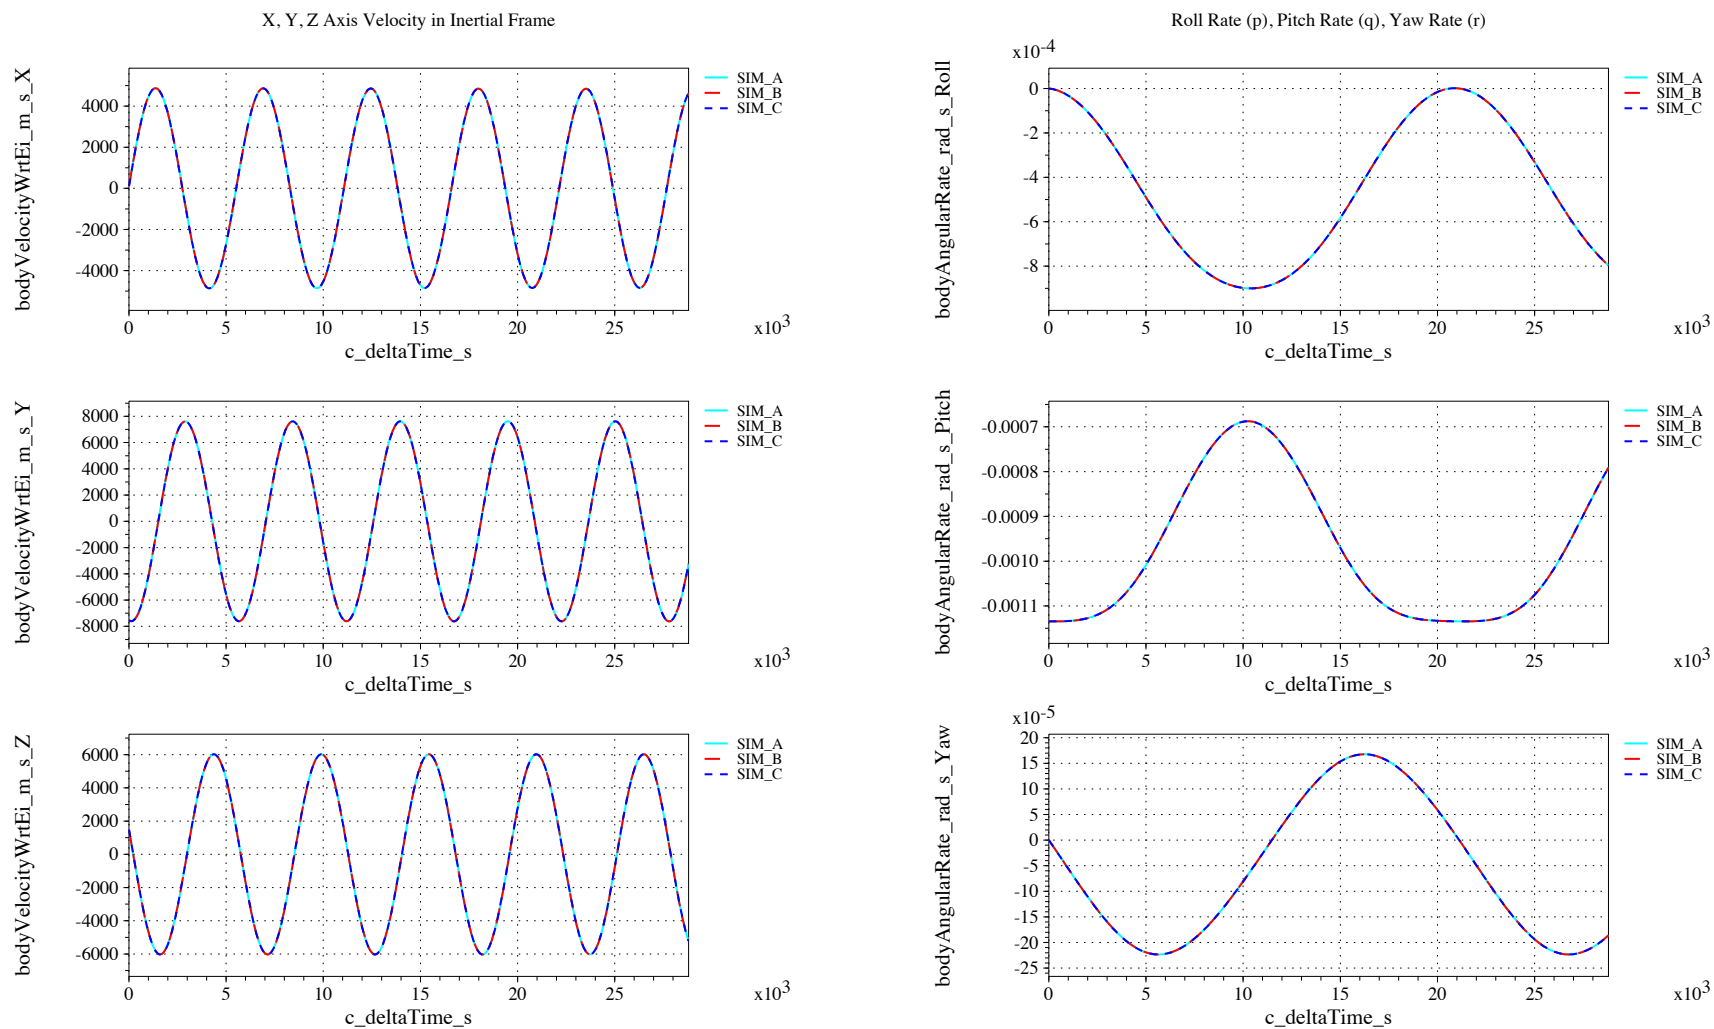 X, Y, Z Axis Velocity in Inertial Frame
bodyVelocityWrtEi_m_s_X
4000
2000
0
-2000
-4000
0 5 10 15 20 25
x10^3
c_deltaTime_s
SIM_A
SIM_B
SIM_C
bodyVelocityWrtEi_m_s_Y
8000
6000
4000
2000
0
-2000
-4000
-6000
-8000
0 5 10 15 20 25
x10^3
c_deltaTime_s
SIM_A
SIM_B
SIM_C
bodyVelocityWrtEi_m_s_Z
6000
4000
2000
0
-2000
-4000
-6000
0 5 10 15 20 25
x10^3
c_deltaTime_s
SIM_A
SIM_B
SIM_C
Roll Rate (p), Pitch Rate (q), Yaw Rate (r)
x10^-4
bodyAngularRate_rad_s_Roll
0
-2
-4
-6
-8
0 5 10 15 20 25
x10^3
c_deltaTime_s
SIM_A
SIM_B
SIM_C
bodyAngularRate_rad_s_Pitch
-0.0007
-0.0008
-0.0009
-0.0010
-0.0011
0 5 10 15 20 25
x10^3
c_deltaTime_s
SIM_A
SIM_B
SIM_C
x10^-5
bodyAngularRate_rad_s_Yaw
20
15
10
5
0
-5
-10
-15
-20
-25
0 5 10 15 20 25
x10^3
c_deltaTime_s
SIM_A
SIM_B
SIM_C